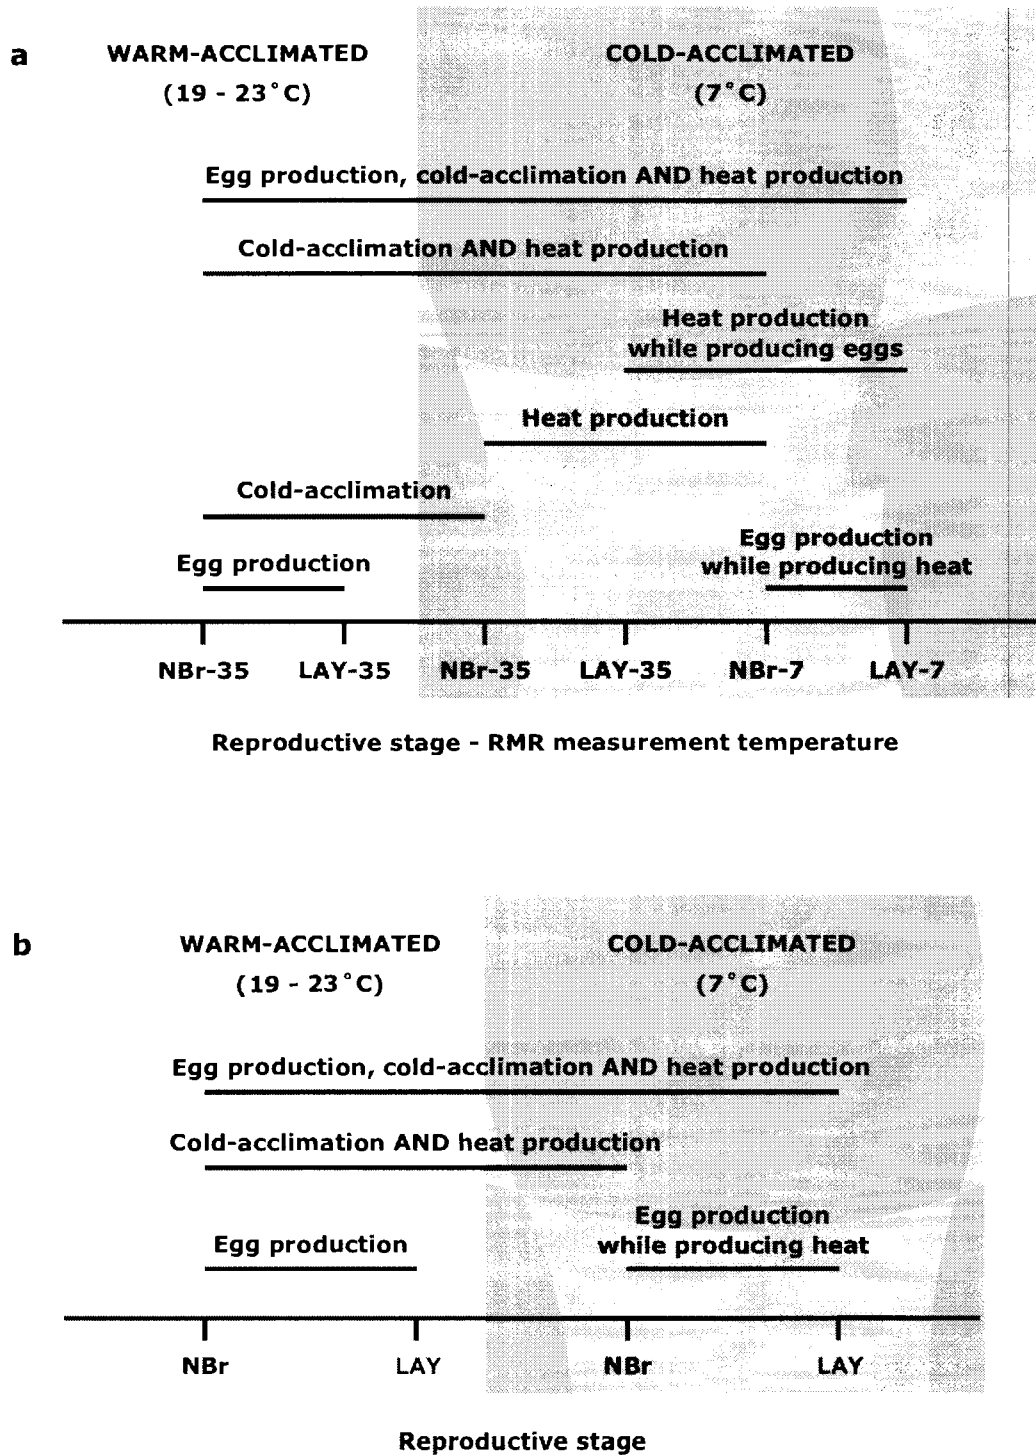 a
WARM-ACCLIMATED
(19 - 23°C)
COLD-ACCLIMATED
(7°C)
Egg production, cold-acclimation AND heat production
Cold-acclimation AND heat production
Heat production
while producing eggs
Heat production
Cold-acclimation
Egg production
Egg production
while producing heat
NBr-35 LAY-35 NBr-35 LAY-35 NBr-7 LAY-7
Reproductive stage - RMR measurement temperature
b
WARM-ACCLIMATED
(19 - 23°C)
COLD-ACCLIMATED
(7°C)
Egg production, cold-acclimation AND heat production
Cold-acclimation AND heat production
Egg production
Egg production
while producing heat
NBr LAY NBr LAY
Reproductive stage